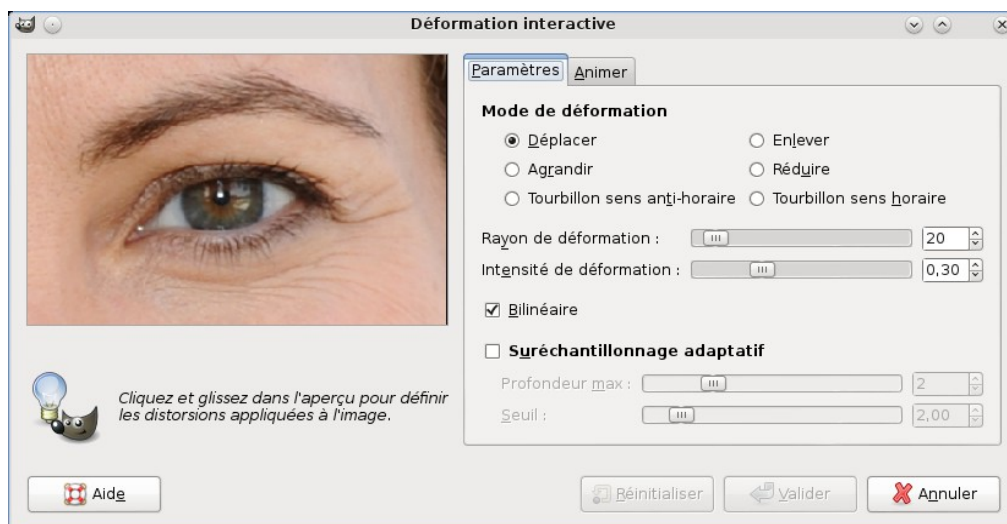 Déformation interactive
Paramètres Animer
Mode de déformation
Déplacer Enlever
Agrandir Réduire
Tourbillon sens anti-horaire Tourbillon sens horaire
Rayon de déformation : 20
Intensité de déformation : 0,30
Bilinéaire
Suréchantillonnage adaptatif
Profondeur max : 2
Seuil : 2,00
Cliquez et glissez dans l'aperçu pour définir
les distorsions appliquées à l'image.
Aide Réinitialiser Valider Annuler